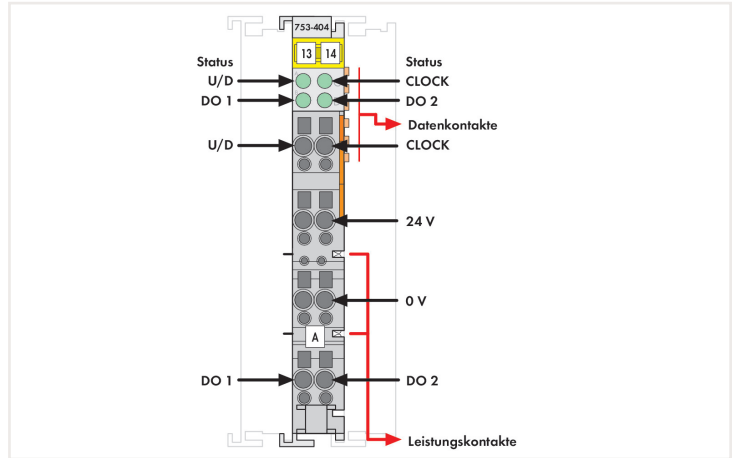 753-404
13 14
Status Status
U/D CLOCK
DO 1 DO 2
Datenkontakte
U/D CLOCK
24 V
0 V
A
DO 1 DO 2
Leistungskontakte